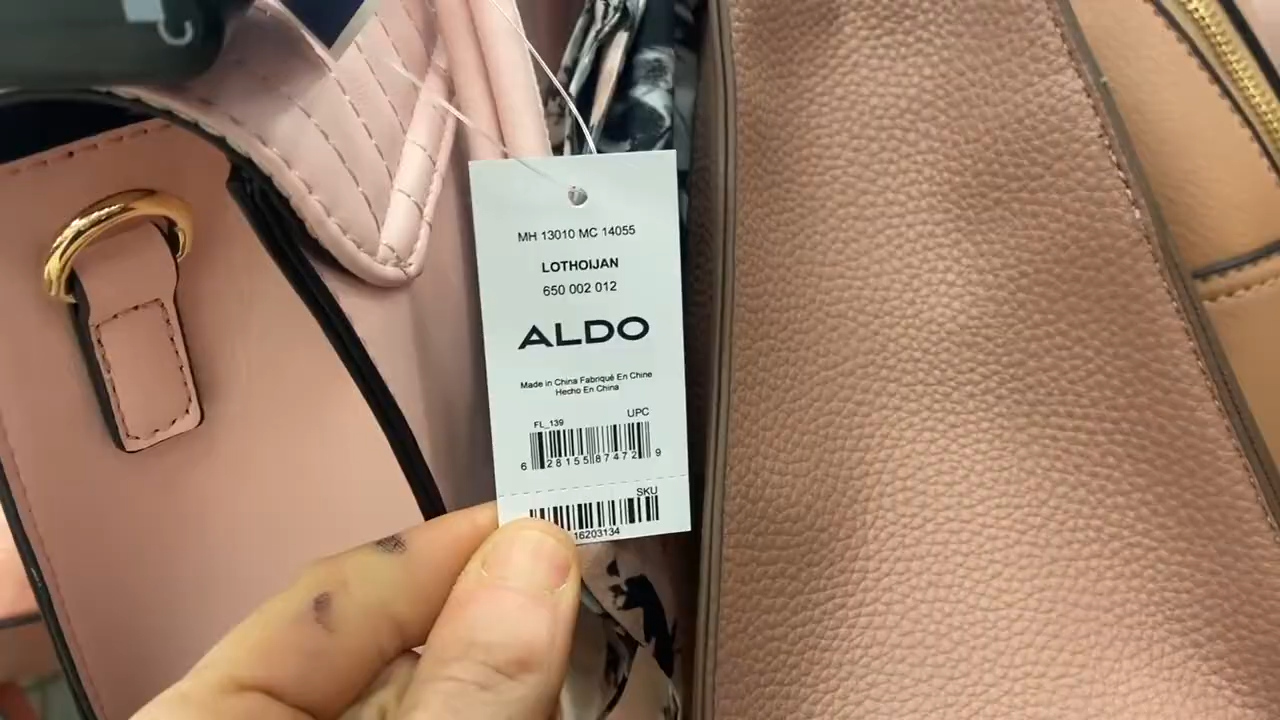 MH 13010 MC 14055
LOTHOIJAN
650 002 012
ALDO
Made in China Fabriqué En Chine
Hecho En China
FL_139
UPC
6 28155 87472 9
SKU
16203134